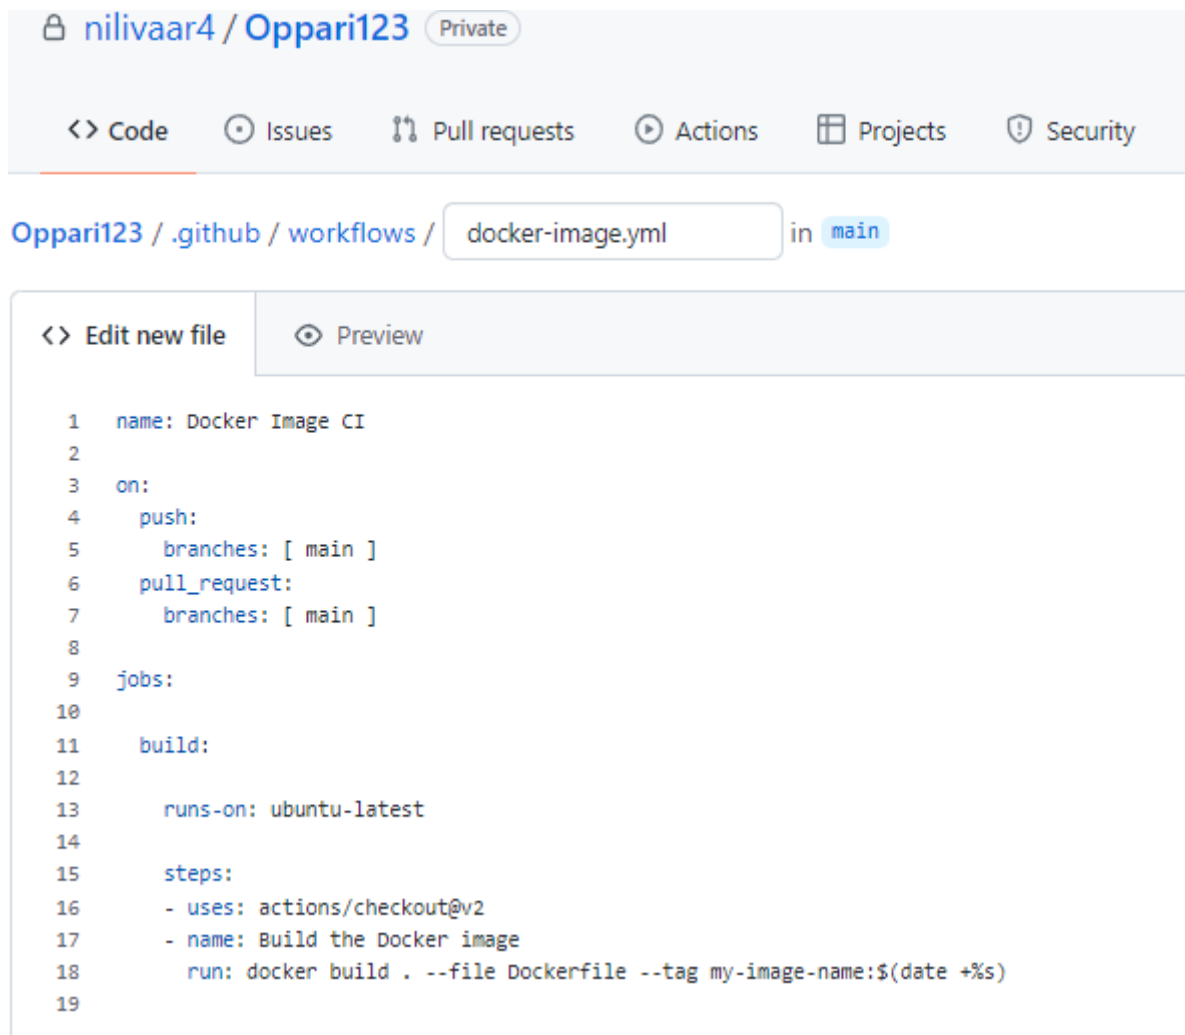 nilivaar4 / Oppari123 Private
Code Issues Pull requests Actions Projects Security
Oppari123 / .github / workflows / docker-image.yml in main
<> Edit new file Preview
1 name: Docker Image CI
2
3 on:
4   push:
5     branches: [ main ]
6   pull_request:
7     branches: [ main ]
8
9 jobs:
10
11   build:
12
13     runs-on: ubuntu-latest
14
15     steps:
16     - uses: actions/checkout@v2
17     - name: Build the Docker image
18       run: docker build . --file Dockerfile --tag my-image-name:$(date +%s)
19